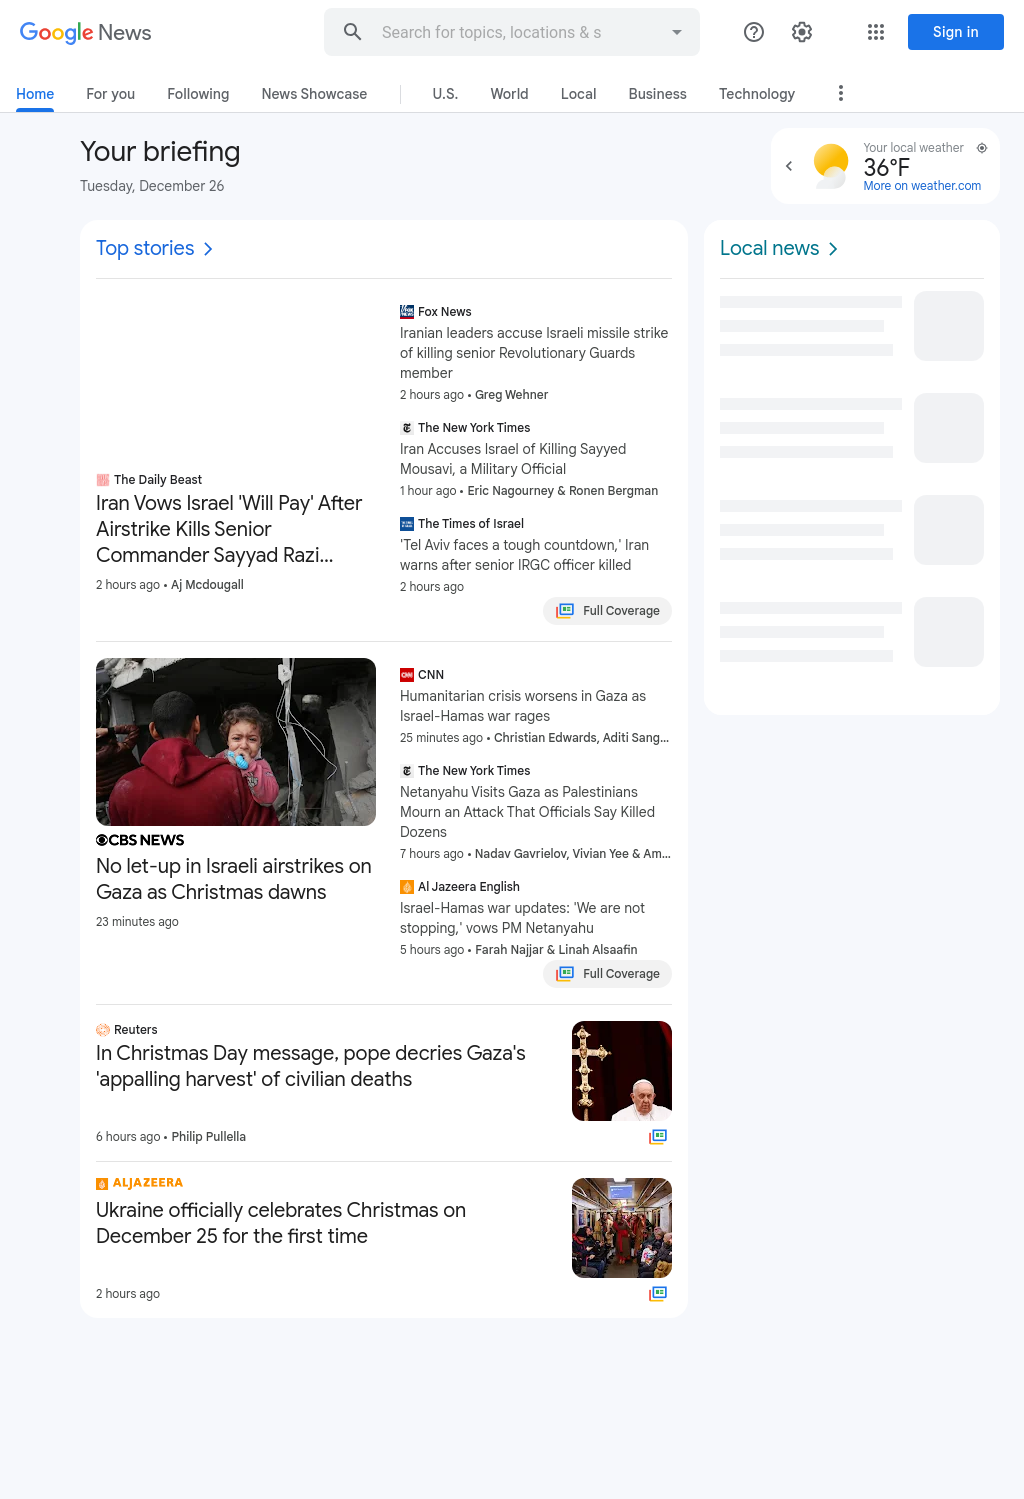 Google News
Search for topics, locations & s
Sign in
Home
For you
Following
News Showcase
U.S.
World
Local
Business
Technology
Your briefing
Tuesday, December 26
Your local weather
36°F
More on weather.com
Top stories
The Daily Beast
Iran Vows Israel 'Will Pay' After
Airstrike Kills Senior
Commander Sayyad Razi...
2 hours ago • Aj Mcdougall
Fox News
Iranian leaders accuse Israeli missile strike
of killing senior Revolutionary Guards
member
2 hours ago • Greg Wehner
The New York Times
Iran Accuses Israel of Killing Sayyed
Mousavi, a Military Official
1 hour ago • Eric Nagourney & Ronen Bergman
The Times of Israel
'Tel Aviv faces a tough countdown,' Iran
warns after senior IRGC officer killed
2 hours ago
Full Coverage
CBS NEWS
No let-up in Israeli airstrikes on
Gaza as Christmas dawns
23 minutes ago
CNN
Humanitarian crisis worsens in Gaza as
Israel-Hamas war rages
25 minutes ago • Christian Edwards, Aditi Sang...
The New York Times
Netanyahu Visits Gaza as Palestinians
Mourn an Attack That Officials Say Killed
Dozens
7 hours ago • Nadav Gavrielov, Vivian Yee & Am...
Al Jazeera English
Israel-Hamas war updates: 'We are not
stopping,' vows PM Netanyahu
5 hours ago • Farah Najjar & Linah Alsaafin
Full Coverage
Reuters
In Christmas Day message, pope decries Gaza's
'appalling harvest' of civilian deaths
6 hours ago • Philip Pullella
ALJAZEERA
Ukraine officially celebrates Christmas on
December 25 for the first time
2 hours ago
Local news